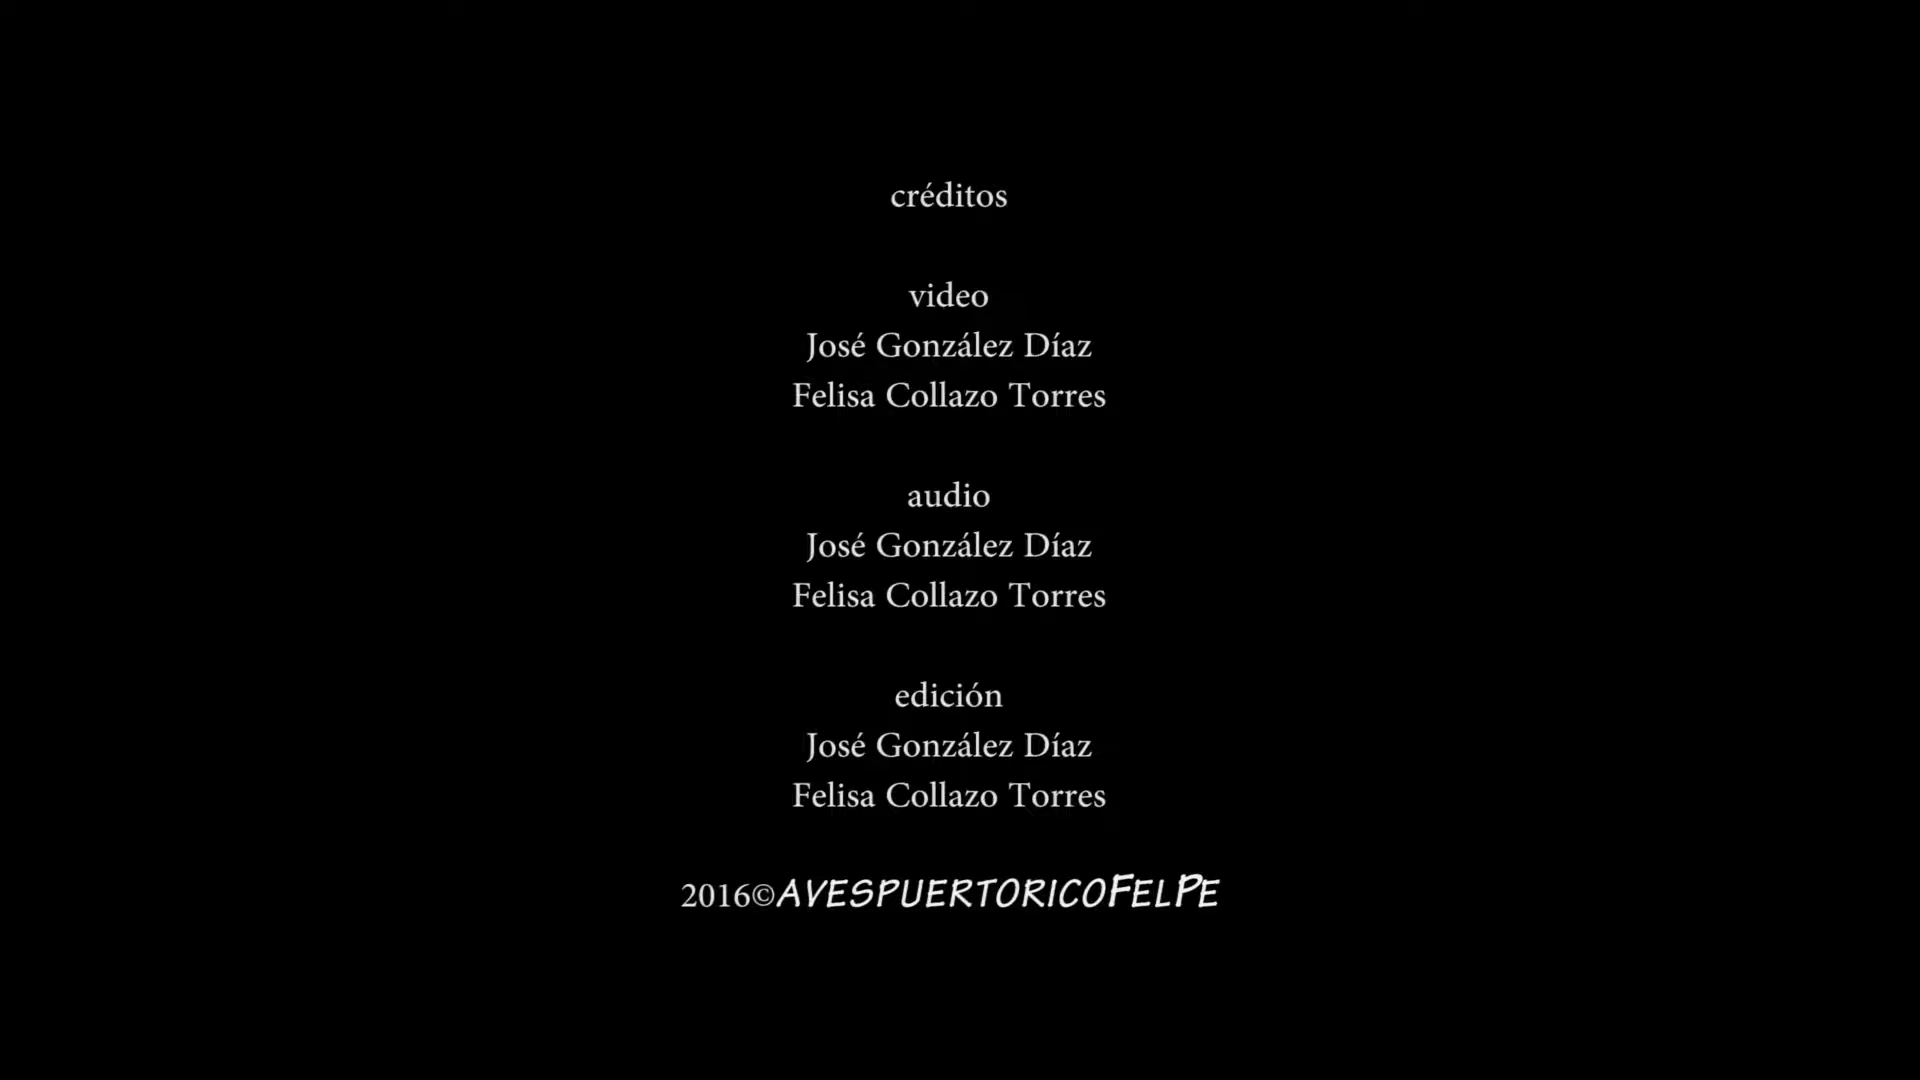 créditos
video
José González Díaz
Felisa Collazo Torres
audio
José González Díaz
Felisa Collazo Torres
edición
José González Díaz
Felisa Collazo Torres
2016©AVESPUERTORICOFELPE